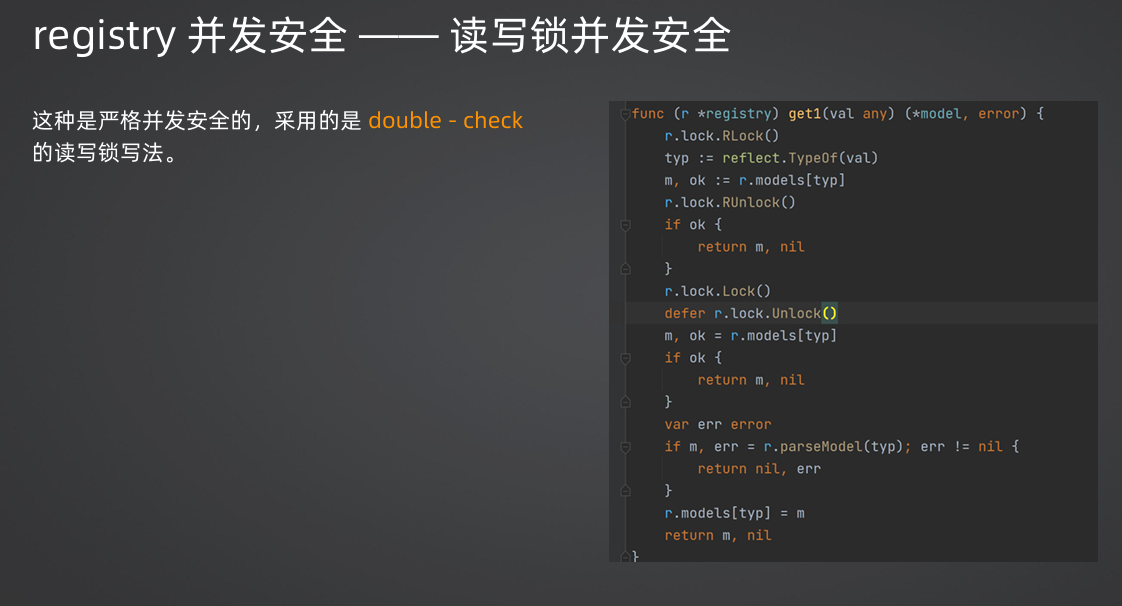 registry 并发安全 —— 读写锁并发安全
这种是严格并发安全的，采用的是 double - check
的读写锁写法。
func (r *registry) get1(val any) (*model, error) {
    r.lock.RLock()
    typ := reflect.TypeOf(val)
    m, ok := r.models[typ]
    r.lock.RUnlock()
    if ok {
        return m, nil
    }
    r.lock.Lock()
    defer r.lock.Unlock()
    m, ok = r.models[typ]
    if ok {
        return m, nil
    }
    var err error
    if m, err = r.parseModel(typ); err != nil {
        return nil, err
    }
    r.models[typ] = m
    return m, nil
}